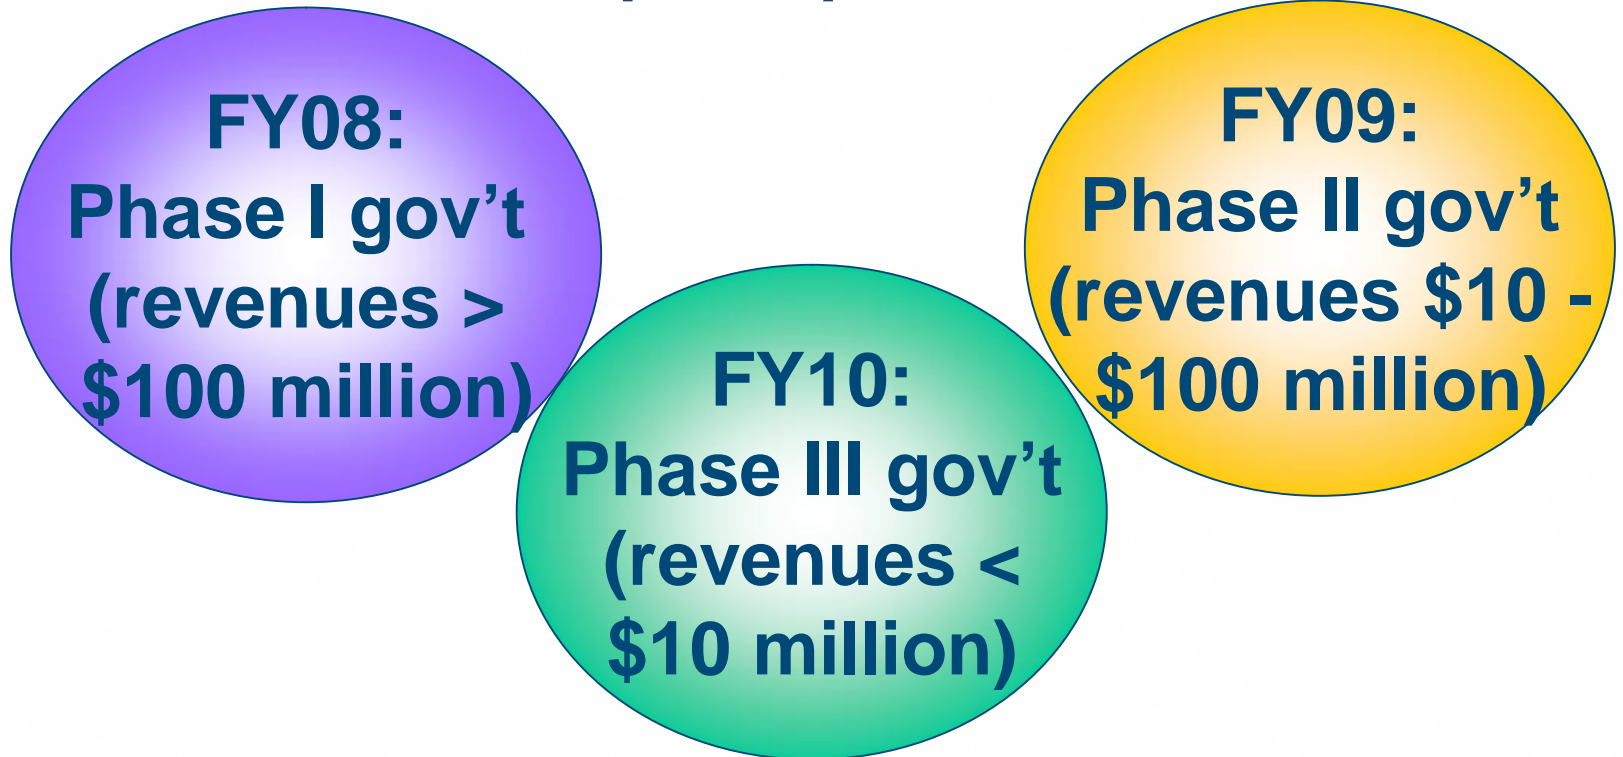 FY08:
Phase I gov’t
(revenues >
$100 million)
FY09:
Phase II gov’t
(revenues $10 -
$100 million)
FY10:
Phase III gov’t
(revenues <
$10 million)